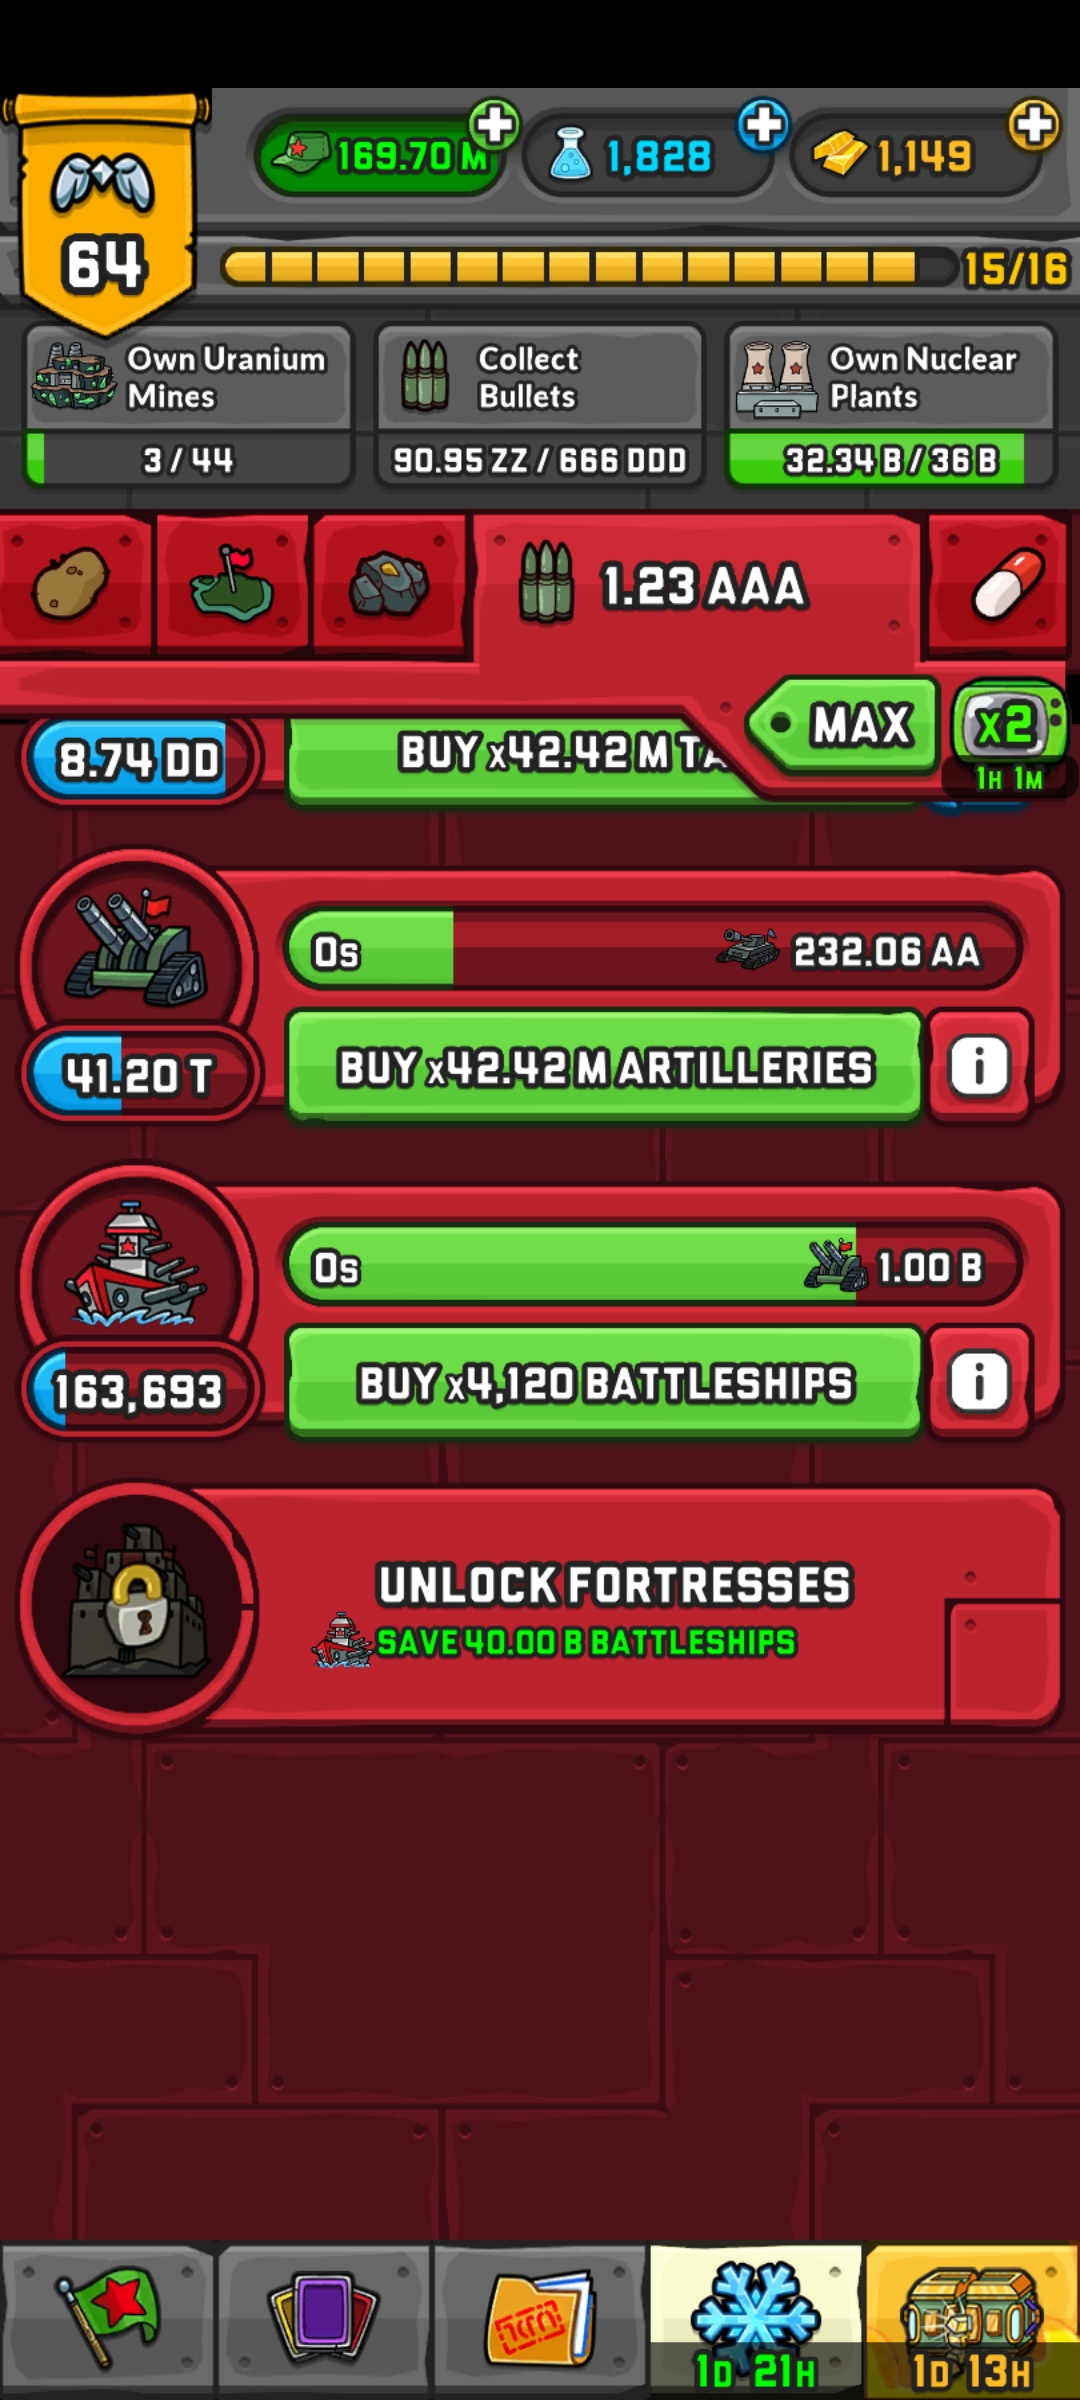 169.70 M
1,828
1,149
64
15/16
Own Uranium
Mines
3 / 44
Collect
Bullets
90.95 ZZ / 666 DDD
Own Nuclear
Plants
32.34 B / 36 B
1.23 AAA
MAX
x2
1H 1M
8.74 DD
BUY x42.42 M TA
0s
232.06 AA
41.20 T
BUY x42.42 M ARTILLERIES
i
0s
1.00 B
163,693
BUY x4,120 BATTLESHIPS
i
UNLOCK FORTRESSES
SAVE 40.00 B BATTLESHIPS
1D 21H
1D 13H